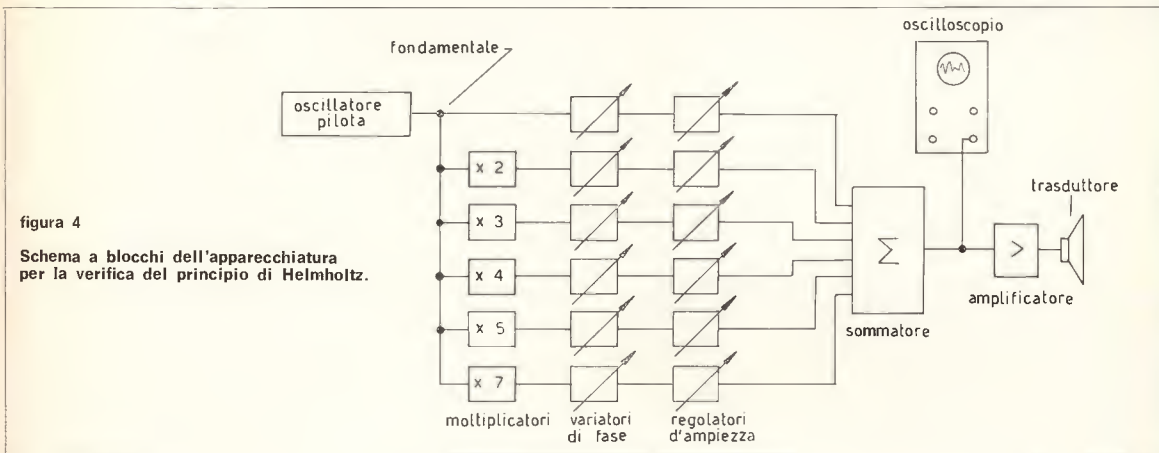 oscilloscopio
fondamentale
oscillatore
pilota
trasduttore
x 2
x 3
figura 4
Schema a blocchi dell'apparecchiatura
per la verifica del principio di Helmholtz.
x 4
Σ
>
amplificatore
x 5
sommatore
x 7
moltiplicatori
variatori
di fase
regolatori
d'ampiezza